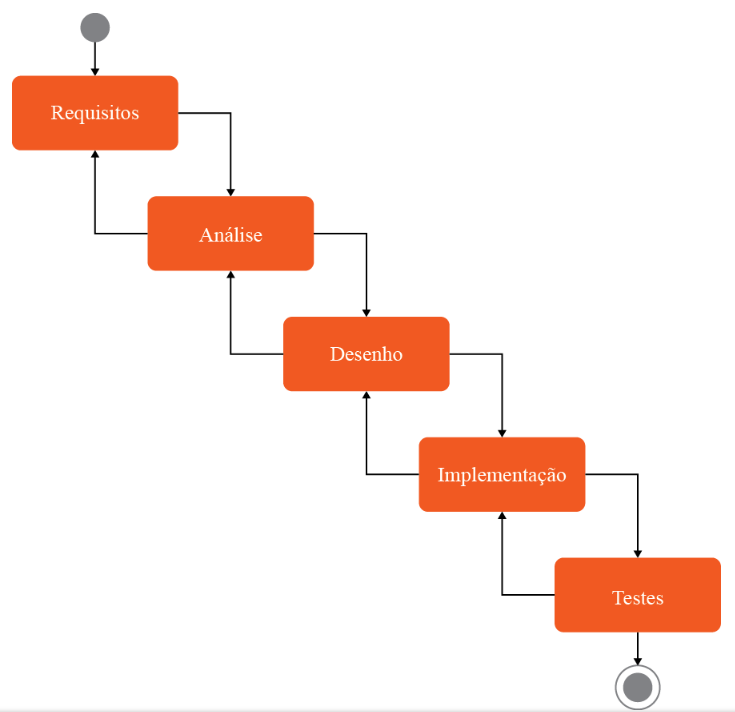 Requisitos
Análise
Desenho
Implementação
Testes